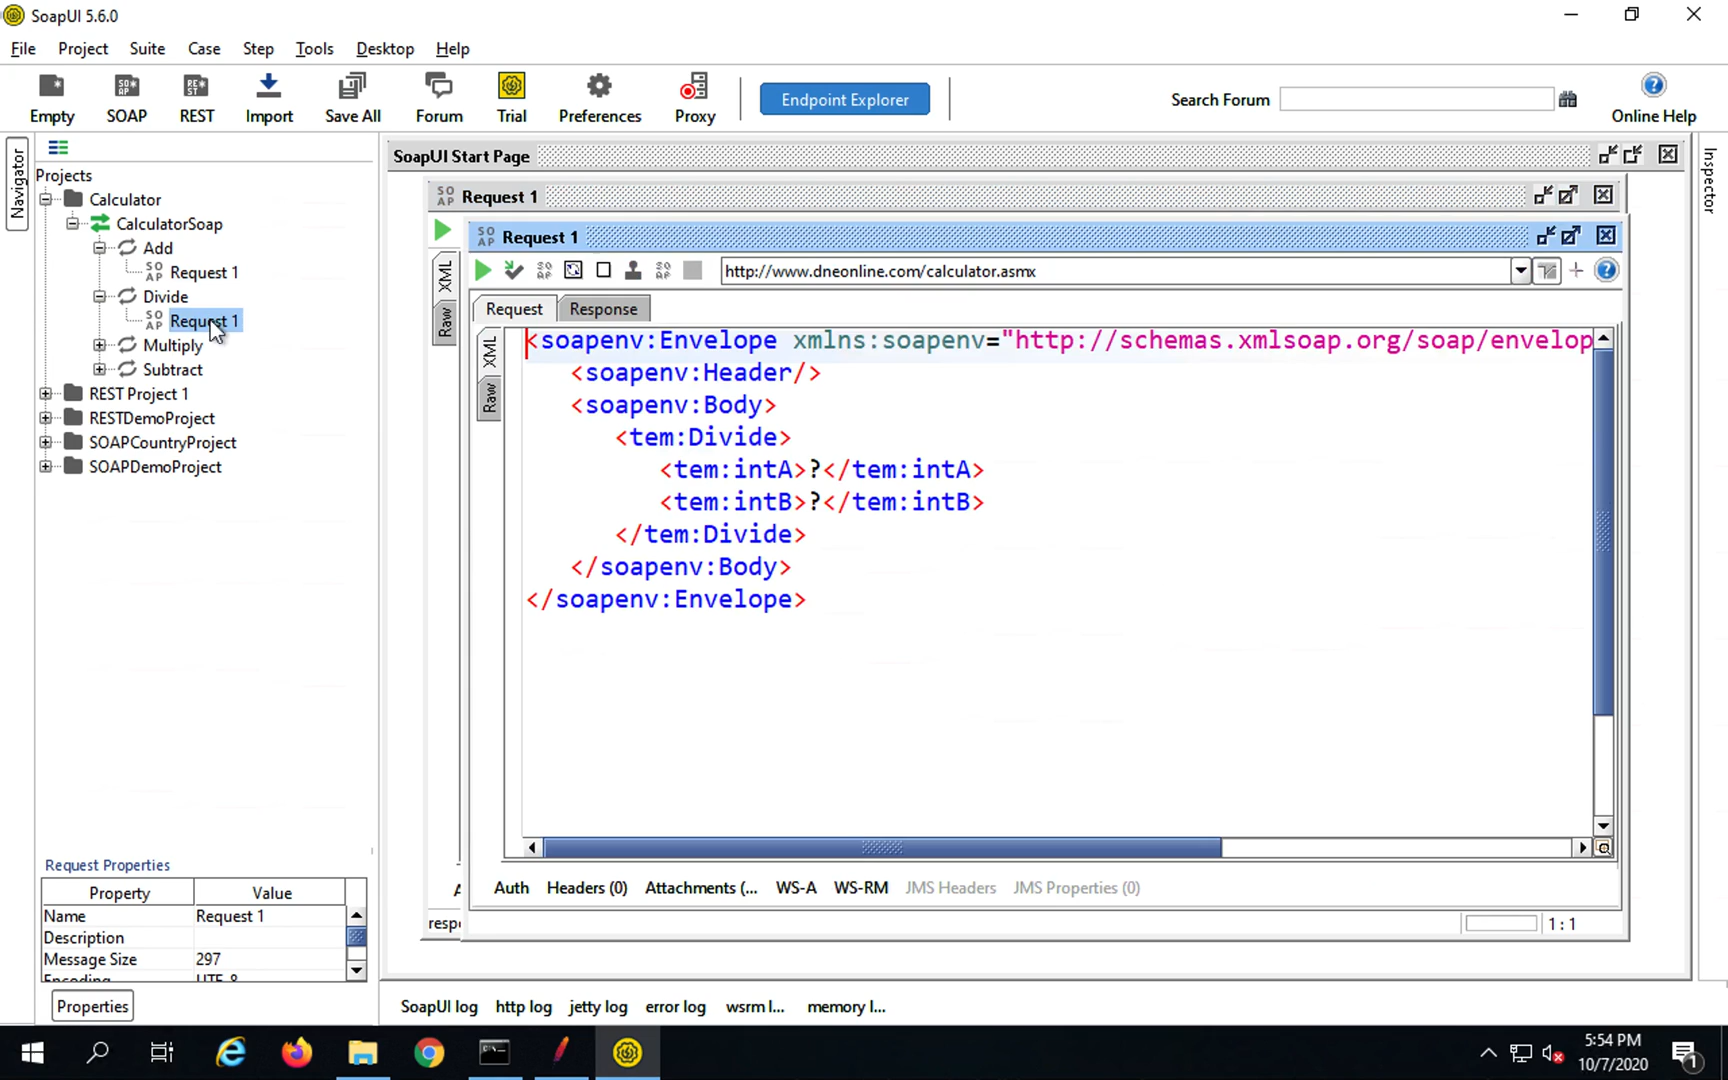 SoapUI 5.6.0
File Project Suite Case Step Tools Desktop Help
Empty SOAP REST Import Save All Forum Trial Preferences Proxy Endpoint Explorer Search Forum Online Help
Navigator
Projects
Calculator
CalculatorSoap
Add
Request 1
Divide
Request 1
Multiply
Subtract
REST Project 1
RESTDemoProject
SOAPCountryProject
SOAPDemoProject
SoapUI Start Page
Request 1
Request 1
http://www.dneonline.com/calculator.asmx
Request Response
XML
Raw
XML
Raw
<soapenv:Envelope xmlns:soapenv="http://schemas.xmlsoap.org/soap/envelop
<soapenv:Header/>
<soapenv:Body>
<tem:Divide>
<tem:intA>?</tem:intA>
<tem:intB>?</tem:intB>
</tem:Divide>
</soapenv:Body>
</soapenv:Envelope>
Inspector
Auth Headers (0) Attachments (... WS-A WS-RM JMS Headers JMS Properties (0)
resp
1 : 1
Request Properties
Property Value
Name Request 1
Description
Message Size 297
Encoding UTF-8
Properties
SoapUI log http log jetty log error log wsrm l... memory l...
5:54 PM
10/7/2020
1